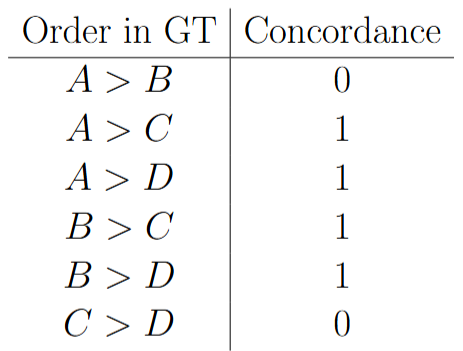 Order in GT Concordance
A > B 0
A > C 1
A > D 1
B > C 1
B > D 1
C > D 0